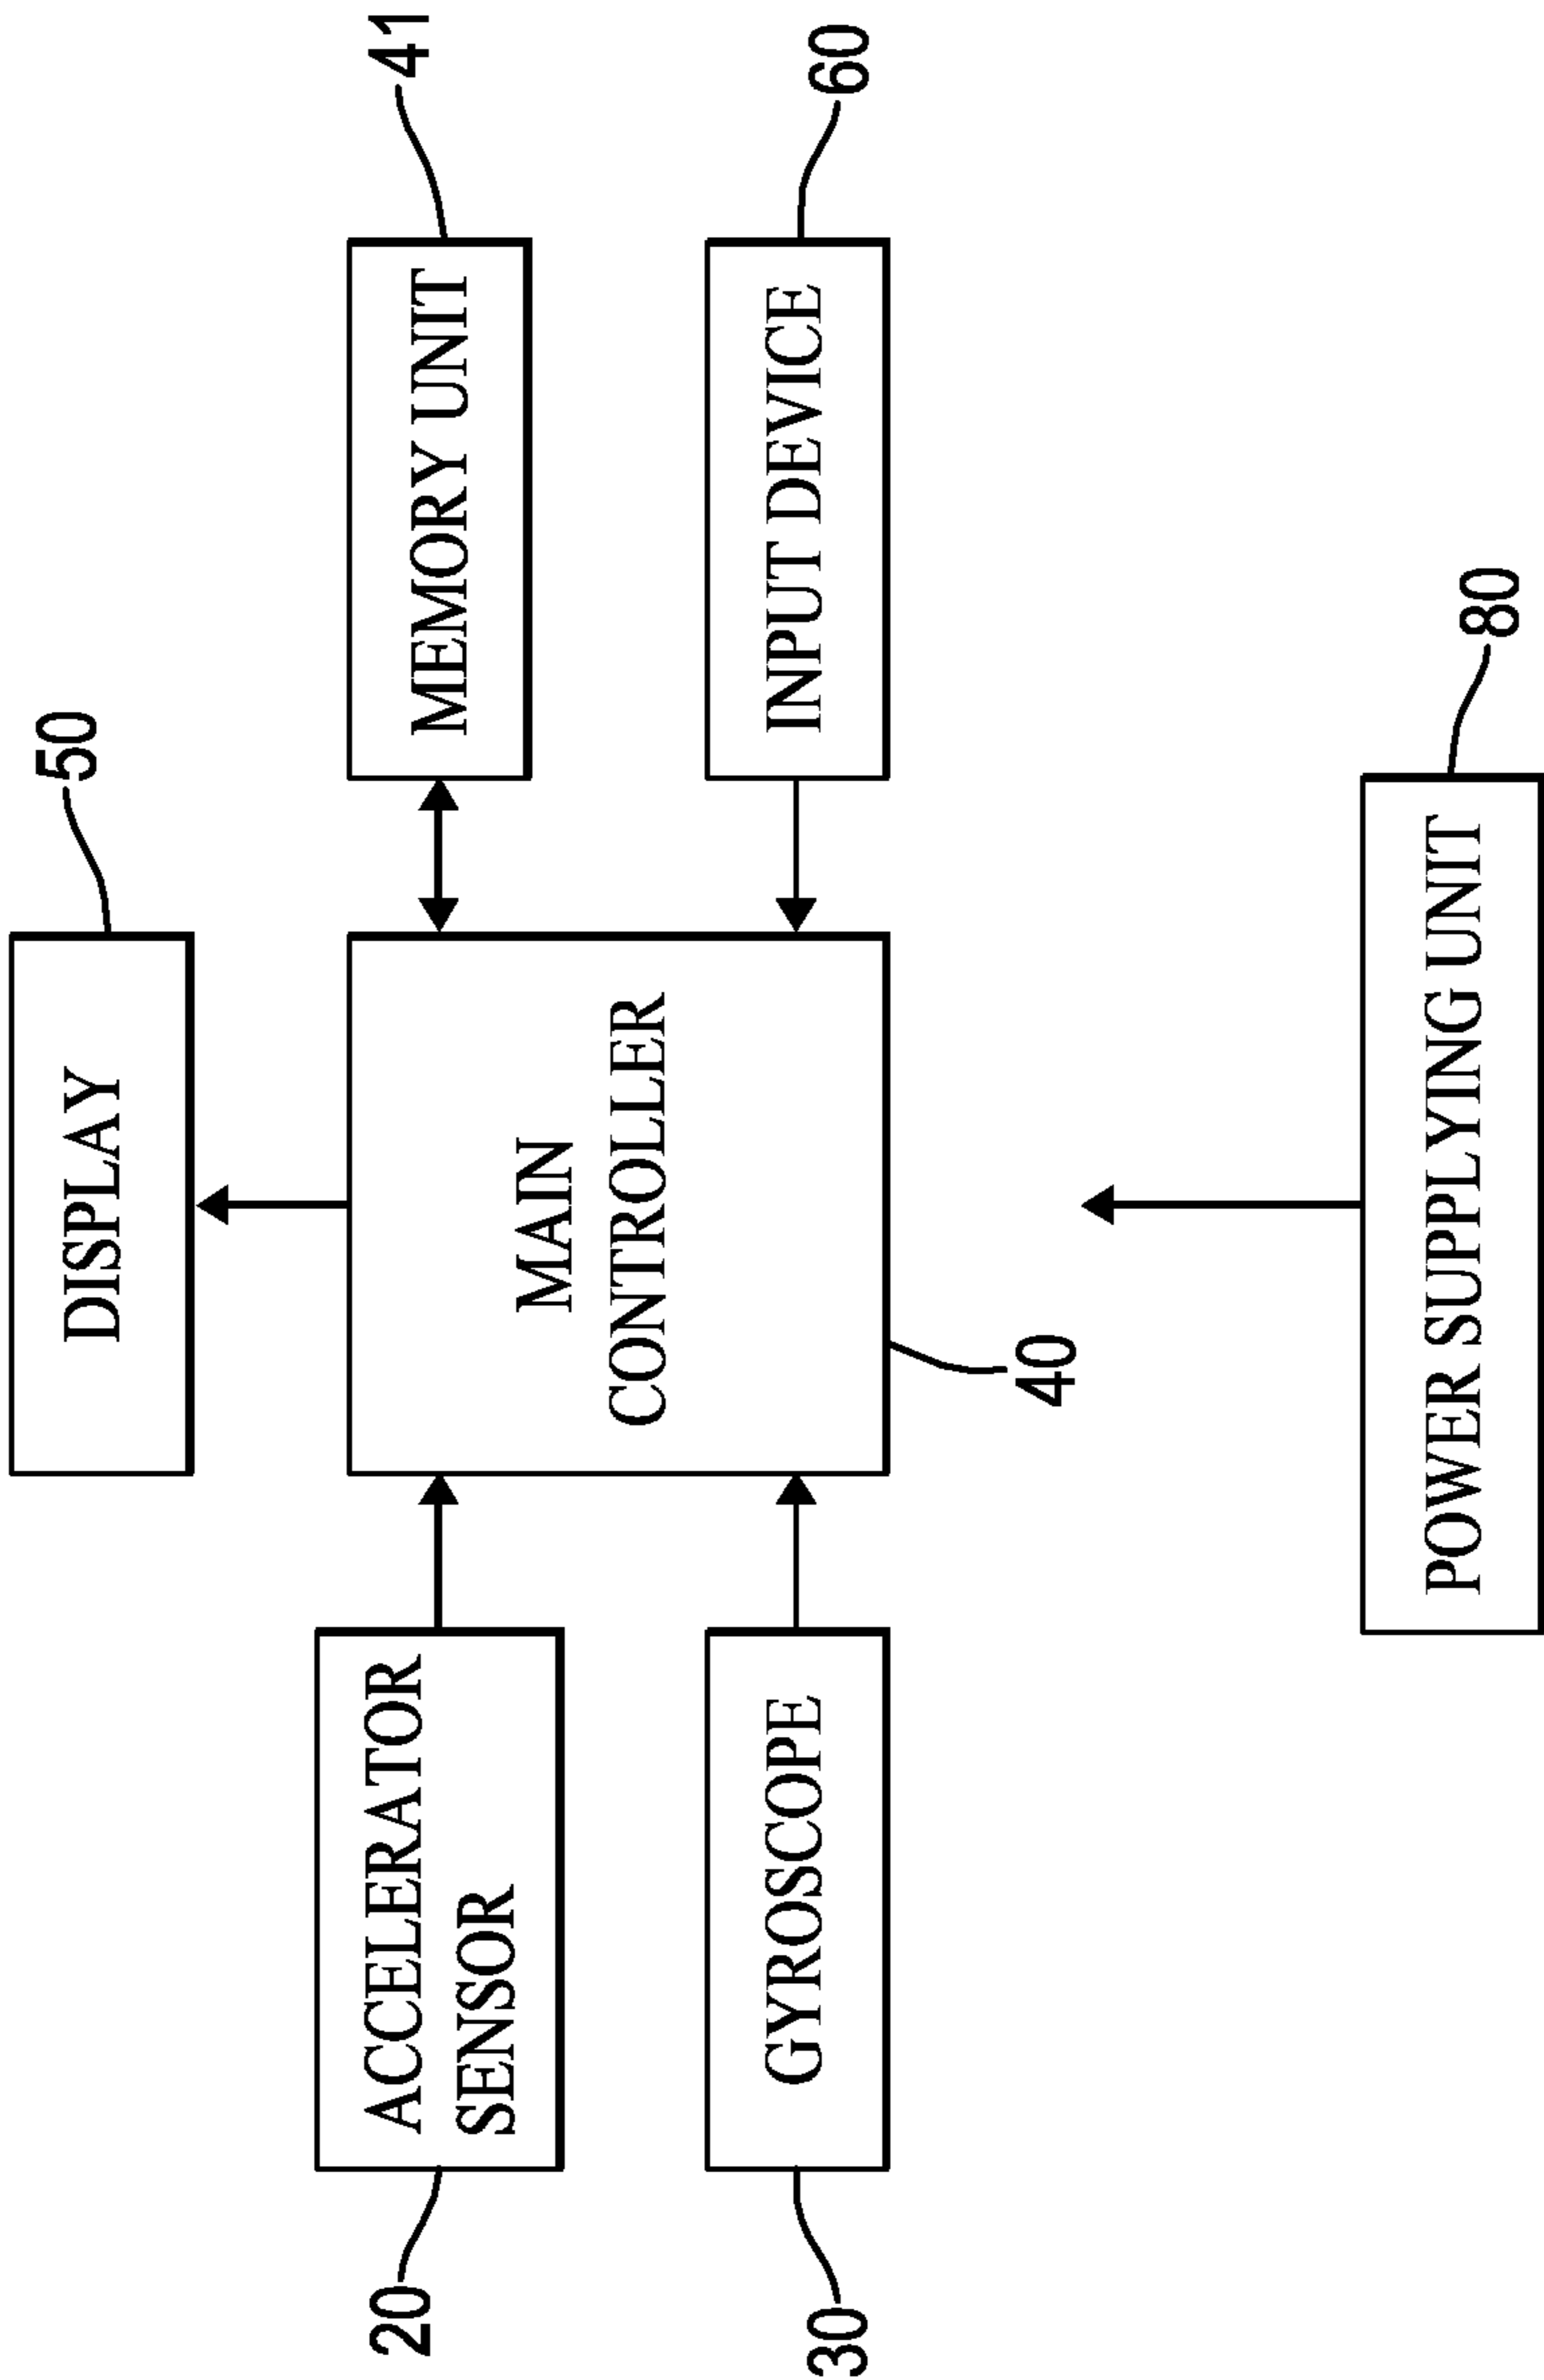 50
DISPLAY
20
ACCELERATOR
SENSOR
MAIN
CONTROLLER
MEMORY UNIT
41
30
GYROSCOPE
INPUT DEVICE
60
40
POWER SUPPLYING UNIT
80